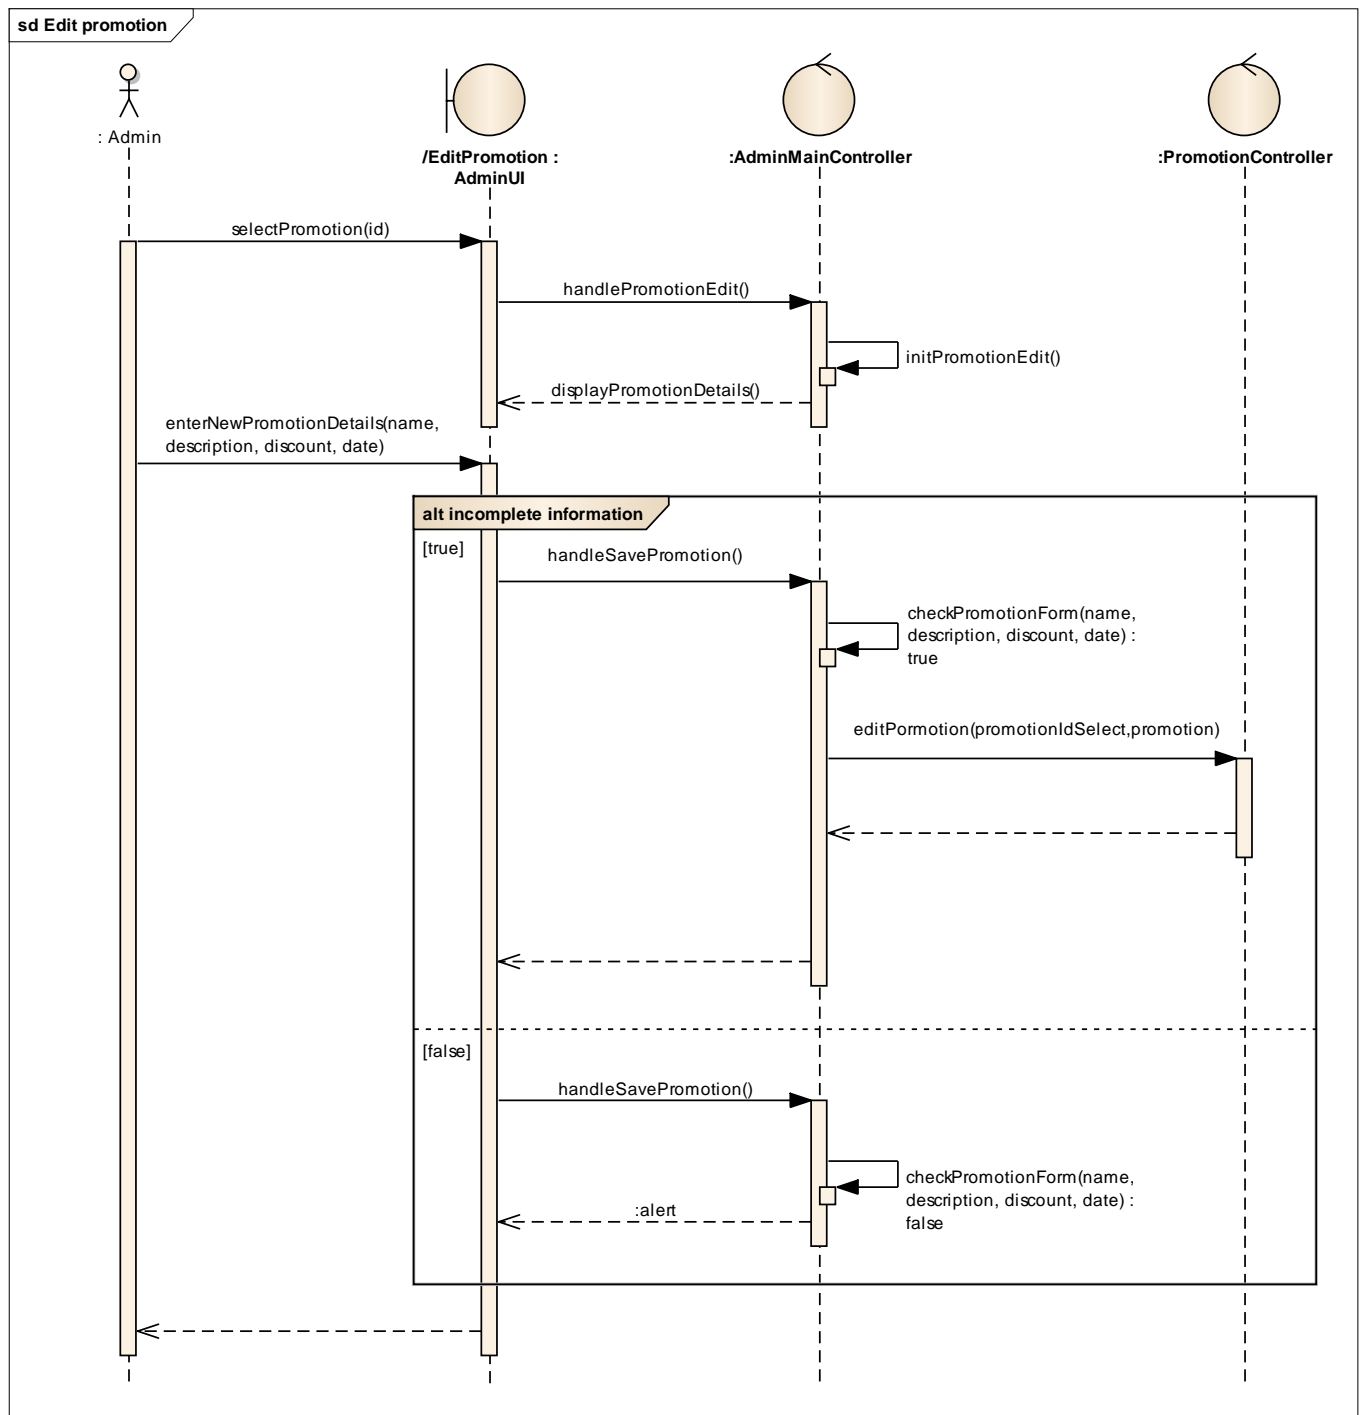 sd Edit promotion
: Admin
/EditPromotion :
AdminUI
:AdminMainController
:PromotionController
selectPromotion(id)
handlePromotionEdit()
initPromotionEdit()
displayPromotionDetails()
enterNewPromotionDetails(name,
description, discount, date)
alt incomplete information
[true]
handleSavePromotion()
checkPromotionForm(name,
description, discount, date) :
true
editPormotion(promotionIdSelect,promotion)
[false]
handleSavePromotion()
checkPromotionForm(name,
description, discount, date) :
false
:alert